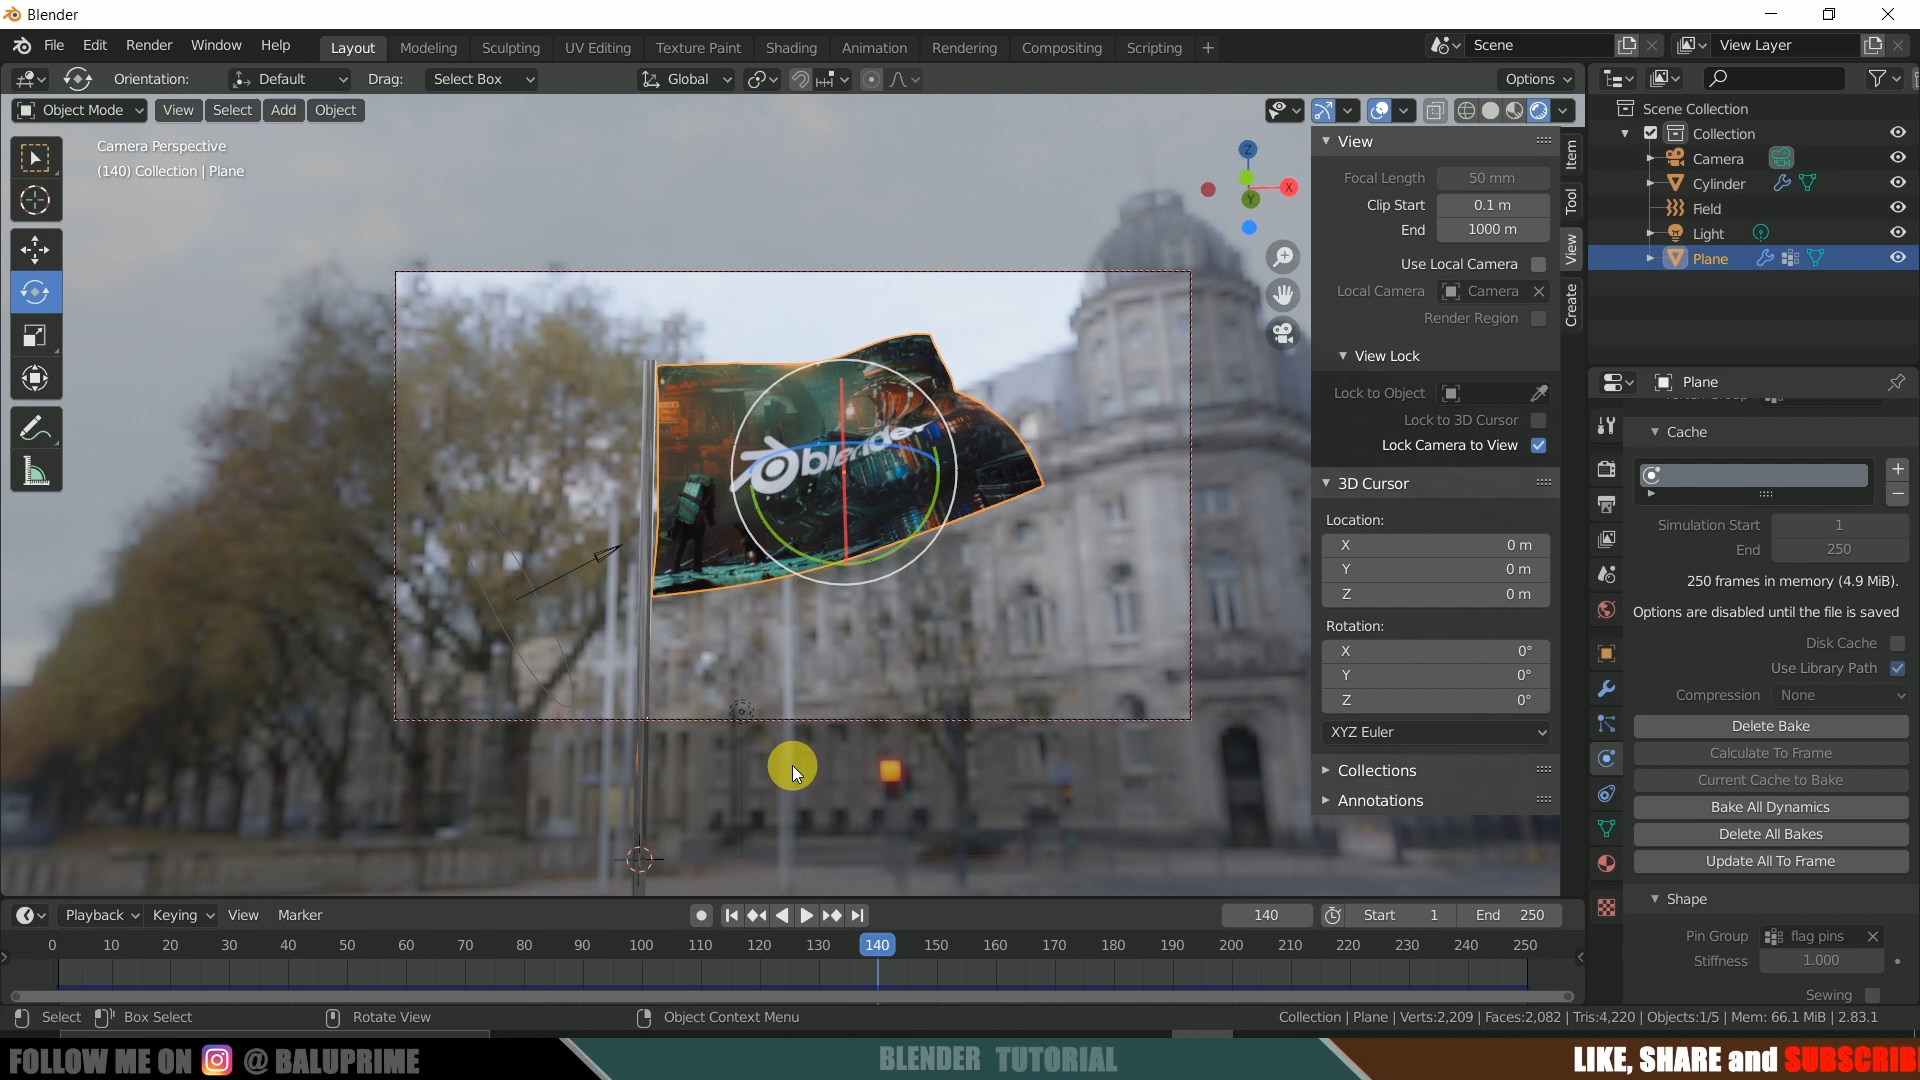 Blender
File Edit Render Window Help Layout Modeling Sculpting UV Editing Texture Paint Shading Animation Rendering Compositing Scripting + Scene View Layer
Orientation: Default Drag: Select Box Global Options
Object Mode View Select Add Object
Camera Perspective
(140) Collection | Plane
blender
Z
X
Y
View
Focal Length 50 mm
Clip Start 0.1 m
End 1000 m
Use Local Camera
Local Camera Camera
Render Region
View Lock
Lock to Object
Lock to 3D Cursor
Lock Camera to View
3D Cursor
Location:
X 0 m
Y 0 m
Z 0 m
Rotation:
X 0°
Y 0°
Z 0°
XYZ Euler
Collections
Annotations
Item
Tool
View
Create
Scene Collection
Collection
Camera
Cylinder
Field
Light
Plane
Plane
Cache
Simulation Start 1
End 250
250 frames in memory (4.9 MiB).
Options are disabled until the file is saved
Disk Cache
Use Library Path
Compression None
Delete Bake
Calculate To Frame
Current Cache to Bake
Bake All Dynamics
Delete All Bakes
Update All To Frame
Shape
Pin Group flag pins
Stiffness 1.000
Sewing
Playback Keying View Marker 140 Start 1 End 250
0 10 20 30 40 50 60 70 80 90 100 110 120 130 140 150 160 170 180 190 200 210 220 230 240 250
Select Box Select Rotate View Object Context Menu Collection | Plane | Verts:2,209 | Faces:2,082 | Tris:4,220 | Objects:1/5 | Mem: 66.1 MiB | 2.83.1
FOLLOW ME ON @ BALUPRIME BLENDER TUTORIAL LIKE, SHARE and SUBSCRIB